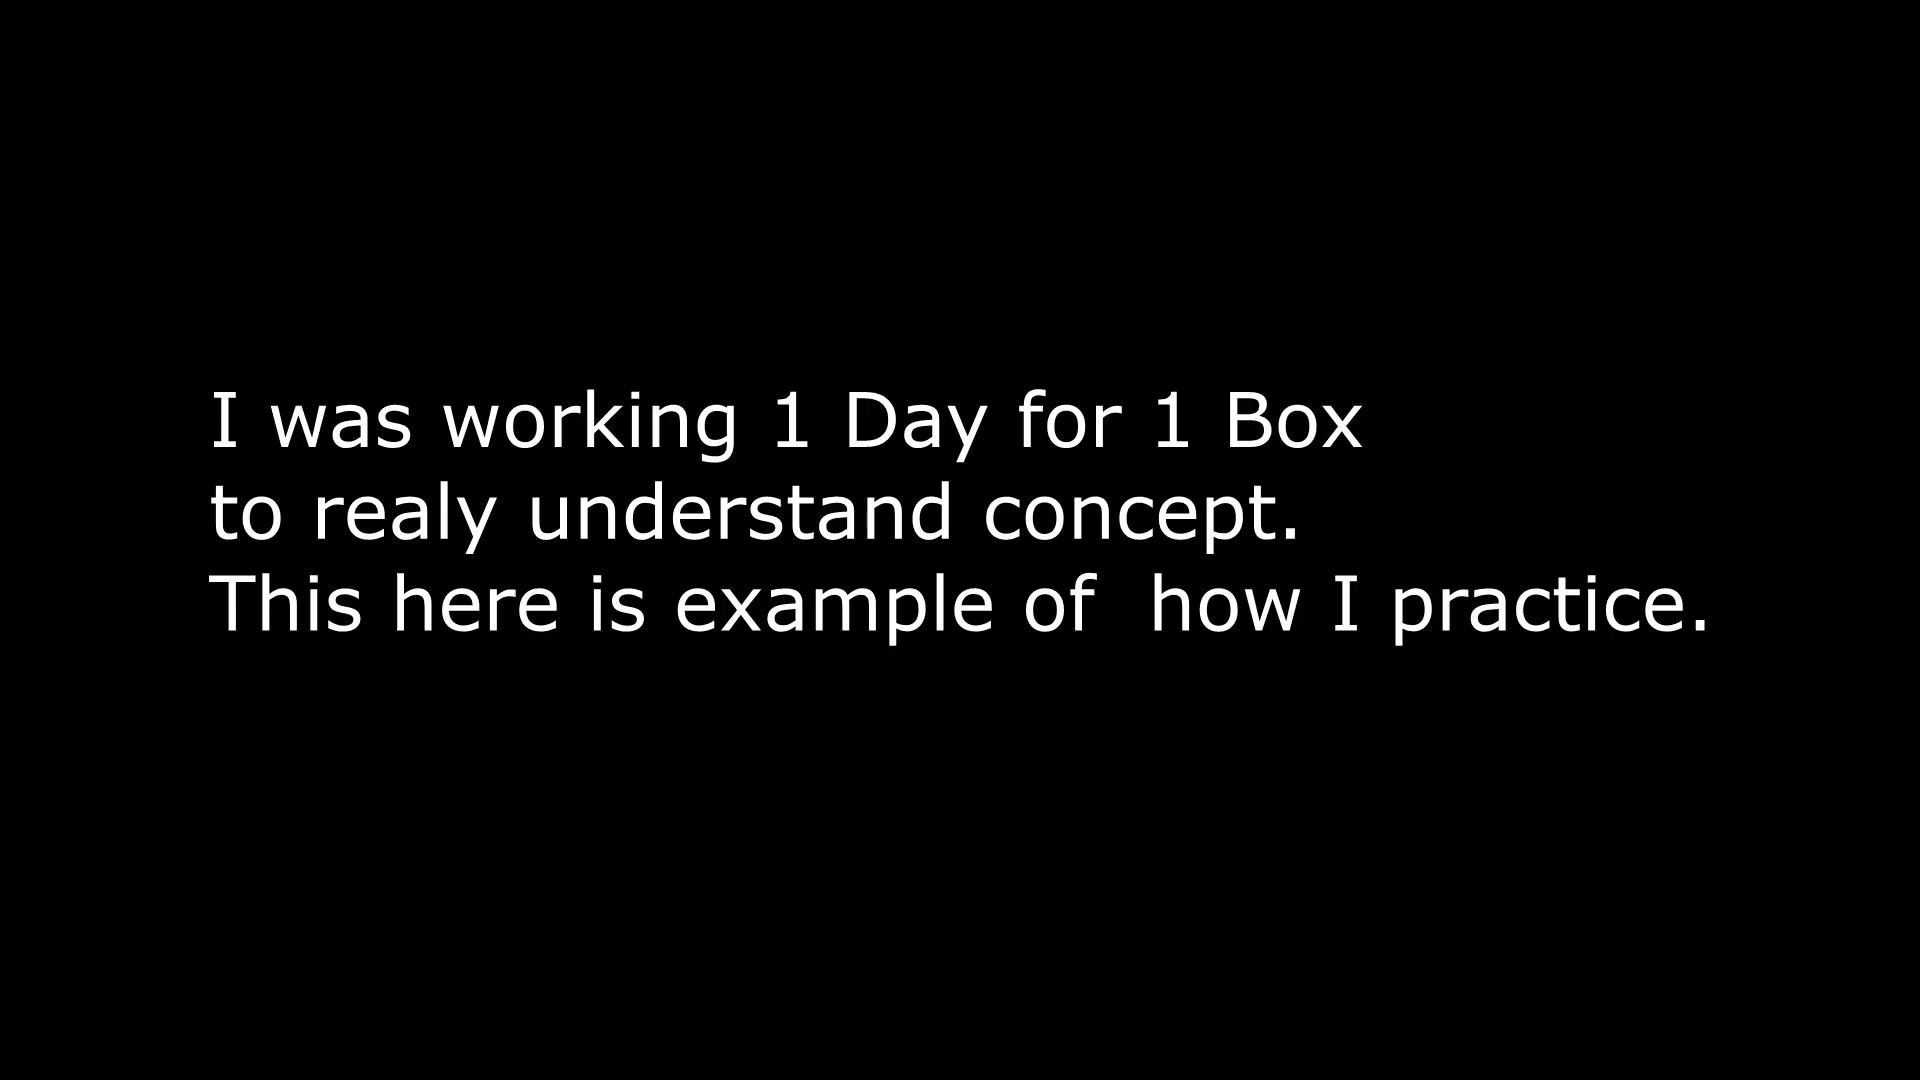 I was working 1 Day for 1 Box
to realy understand concept.
This here is example of  how I practice.